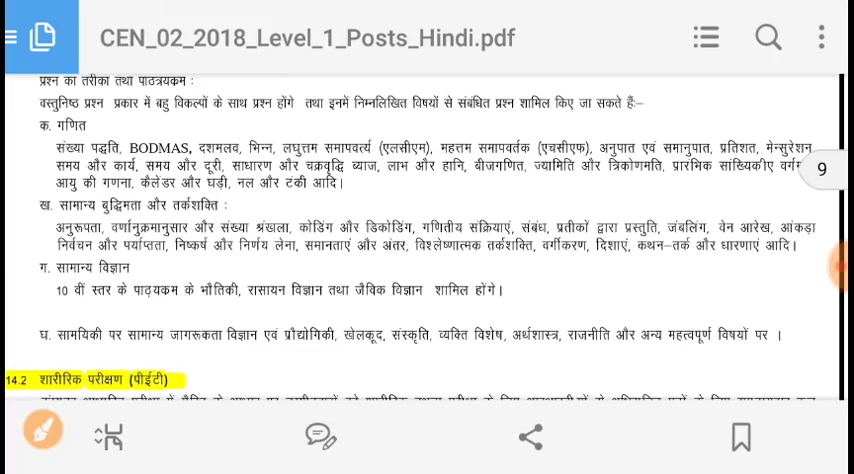 CEN_02_2018_Level_1_Posts_Hindi.pdf
प्रश्न का तरीका तथा पाठ्यक्रम :
वस्तुनिष्ठ प्रश्न प्रकार में बहु विकल्पों के साथ प्रश्न होंगे तथा इनमें निम्नलिखित विषयों से संबंधित प्रश्न शामिल किए जा सकते हैं:–
क. गणित
संख्या पद्धति, BODMAS, दशमलव, भिन्न, लघुत्तम समापवर्त्य (एलसीएम), महत्तम समापवर्तक (एचसीएफ), अनुपात एवं समानुपात, प्रतिशत, मेन्सुरेशन,
समय और कार्य, समय और दूरी, साधारण और चक्रवृद्धि ब्याज, लाभ और हानि, बीजगणित, ज्यामिति और त्रिकोणमति, प्रारंभिक सांख्यिकीए
9
आयु की गणना, कैलेंडर और घड़ी, नल और टंकी आदि।
ख. सामान्य बुद्धिमता और तर्कशक्ति :
अनुरूपता, वर्णानुक्रमानुसार और संख्या श्रंखला, कोडिंग और डिकोडिंग, गणितीय संक्रियाएं, संबंध, प्रतीकों द्वारा प्रस्तुति, जंबलिंग, वेन आरेख, आंकड़ा
निर्वचन और पर्याप्तता, निष्कर्ष और निर्णय लेना, समानताएं और अंतर, विश्लेषणात्मक तर्कशक्ति, वर्गीकरण, दिशाएं, कथन–तर्क और धारणाएं आदि।
ग. सामान्य विज्ञान
10 वीं स्तर के पाठ्यकम के भौतिकी, रासायन विज्ञान तथा जैविक विज्ञान शामिल होंगे।
घ. सामयिकी पर सामान्य जागरूकता विज्ञान एवं प्रौद्योगिकी, खेलकूद, संस्कृति, व्यक्ति विशेष, अर्थशास्त्र, राजनीति और अन्य महत्वपूर्ण विषयों पर ।
14.2 शारीरिक परीक्षण (पीईटी)